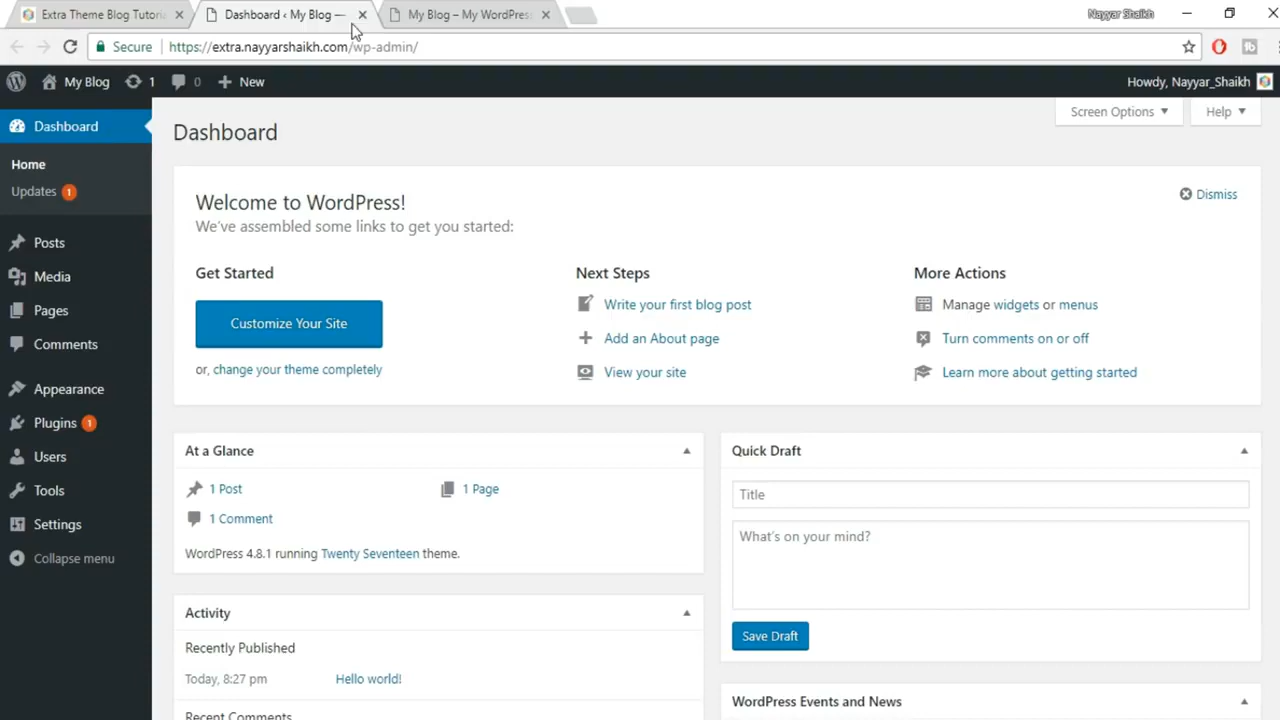 Extra Theme Blog Tutori
Dashboard ‹ My Blog —
My Blog – My WordPres
Nayyar Shaikh
Secure
https://extra.nayyarshaikh.com/wp-admin/
My Blog
1
0
New
Howdy, Nayyar_Shaikh
Dashboard
Home
Updates 1
Posts
Media
Pages
Comments
Appearance
Plugins 1
Users
Tools
Settings
Collapse menu
Screen Options
Help
Dashboard
Welcome to WordPress!
We've assembled some links to get you started:
Dismiss
Get Started
Customize Your Site
or, change your theme completely
Next Steps
Write your first blog post
Add an About page
View your site
More Actions
Manage widgets or menus
Turn comments on or off
Learn more about getting started
At a Glance
1 Post
1 Page
1 Comment
WordPress 4.8.1 running Twenty Seventeen theme.
Activity
Recently Published
Today, 8:27 pm
Hello world!
Recent Comments
Quick Draft
Title
What's on your mind?
Save Draft
WordPress Events and News